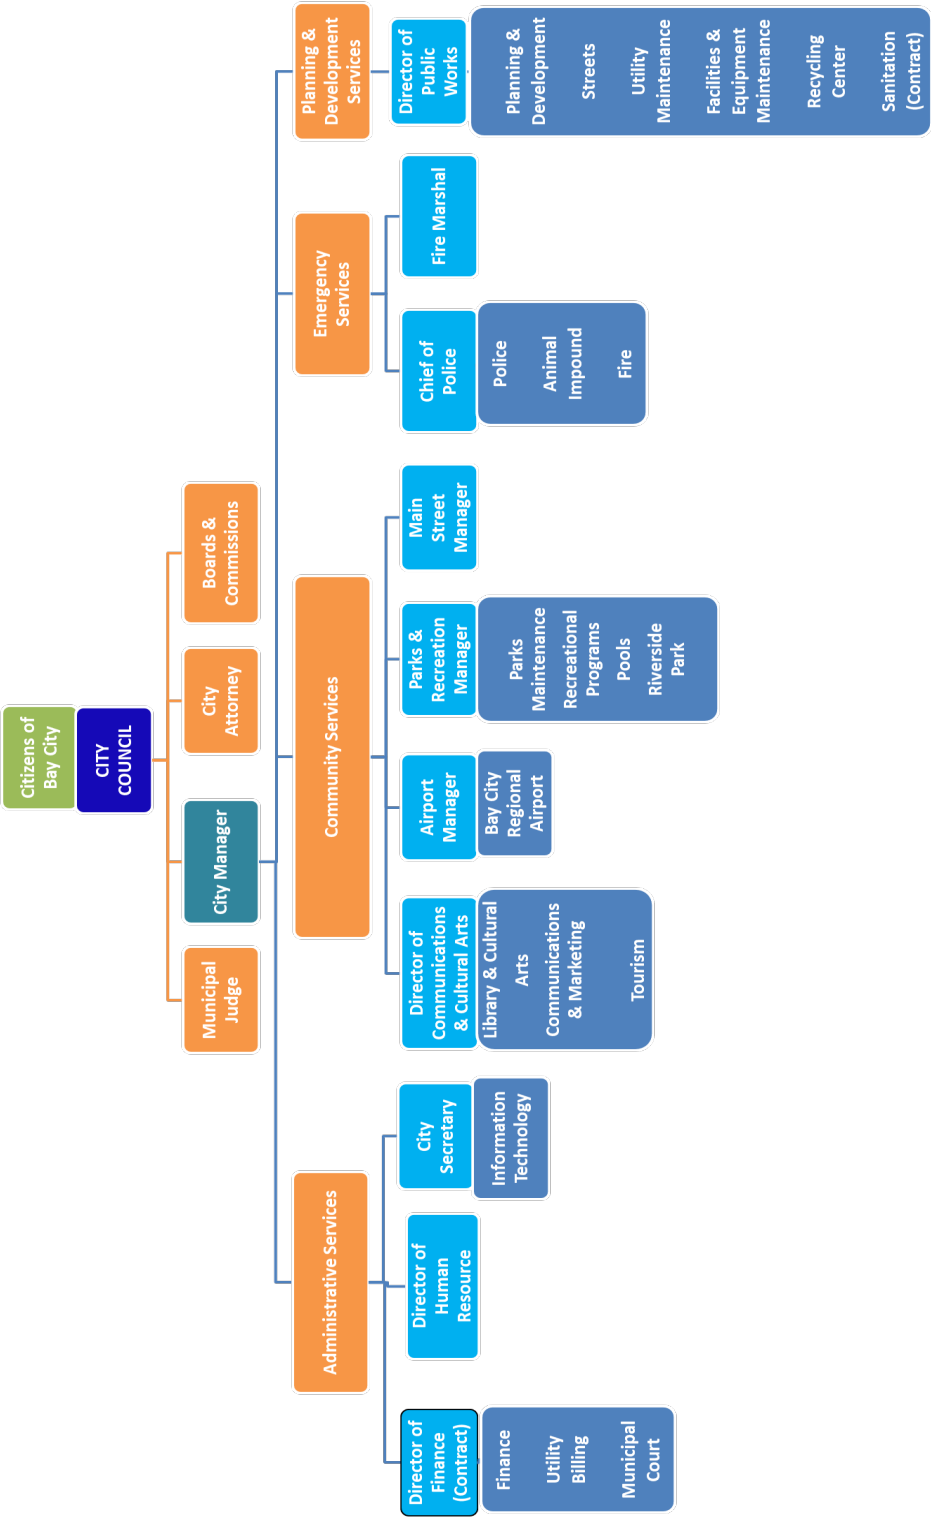 Citizens of
Bay City
CITY
COUNCIL
Municipal
Judge
City Manager
City
Attorney
Boards &
Commissions
Administrative Services
Community Services
Emergency
Services
Planning &
Development
Services
Director of
Finance
(Contract)
Finance
Utility
Billing
Municipal
Court
Director of
Human
Resource
City
Secretary
Information
Technology
Director of
Communications
& Cultural Arts
Library & Cultural
Arts
Communications
& Marketing
Tourism
Airport
Manager
Bay City
Regional
Airport
Parks &
Recreation
Manager
Parks
Maintenance
Recreational
Programs
Pools
Riverside
Park
Main
Street
Manager
Chief of
Police
Police
Animal
Impound
Fire
Fire Marshal
Director of
Public
Works
Planning &
Development
Streets
Utility
Maintenance
Facilities &
Equipment
Maintenance
Recycling
Center
Sanitation
(Contract)